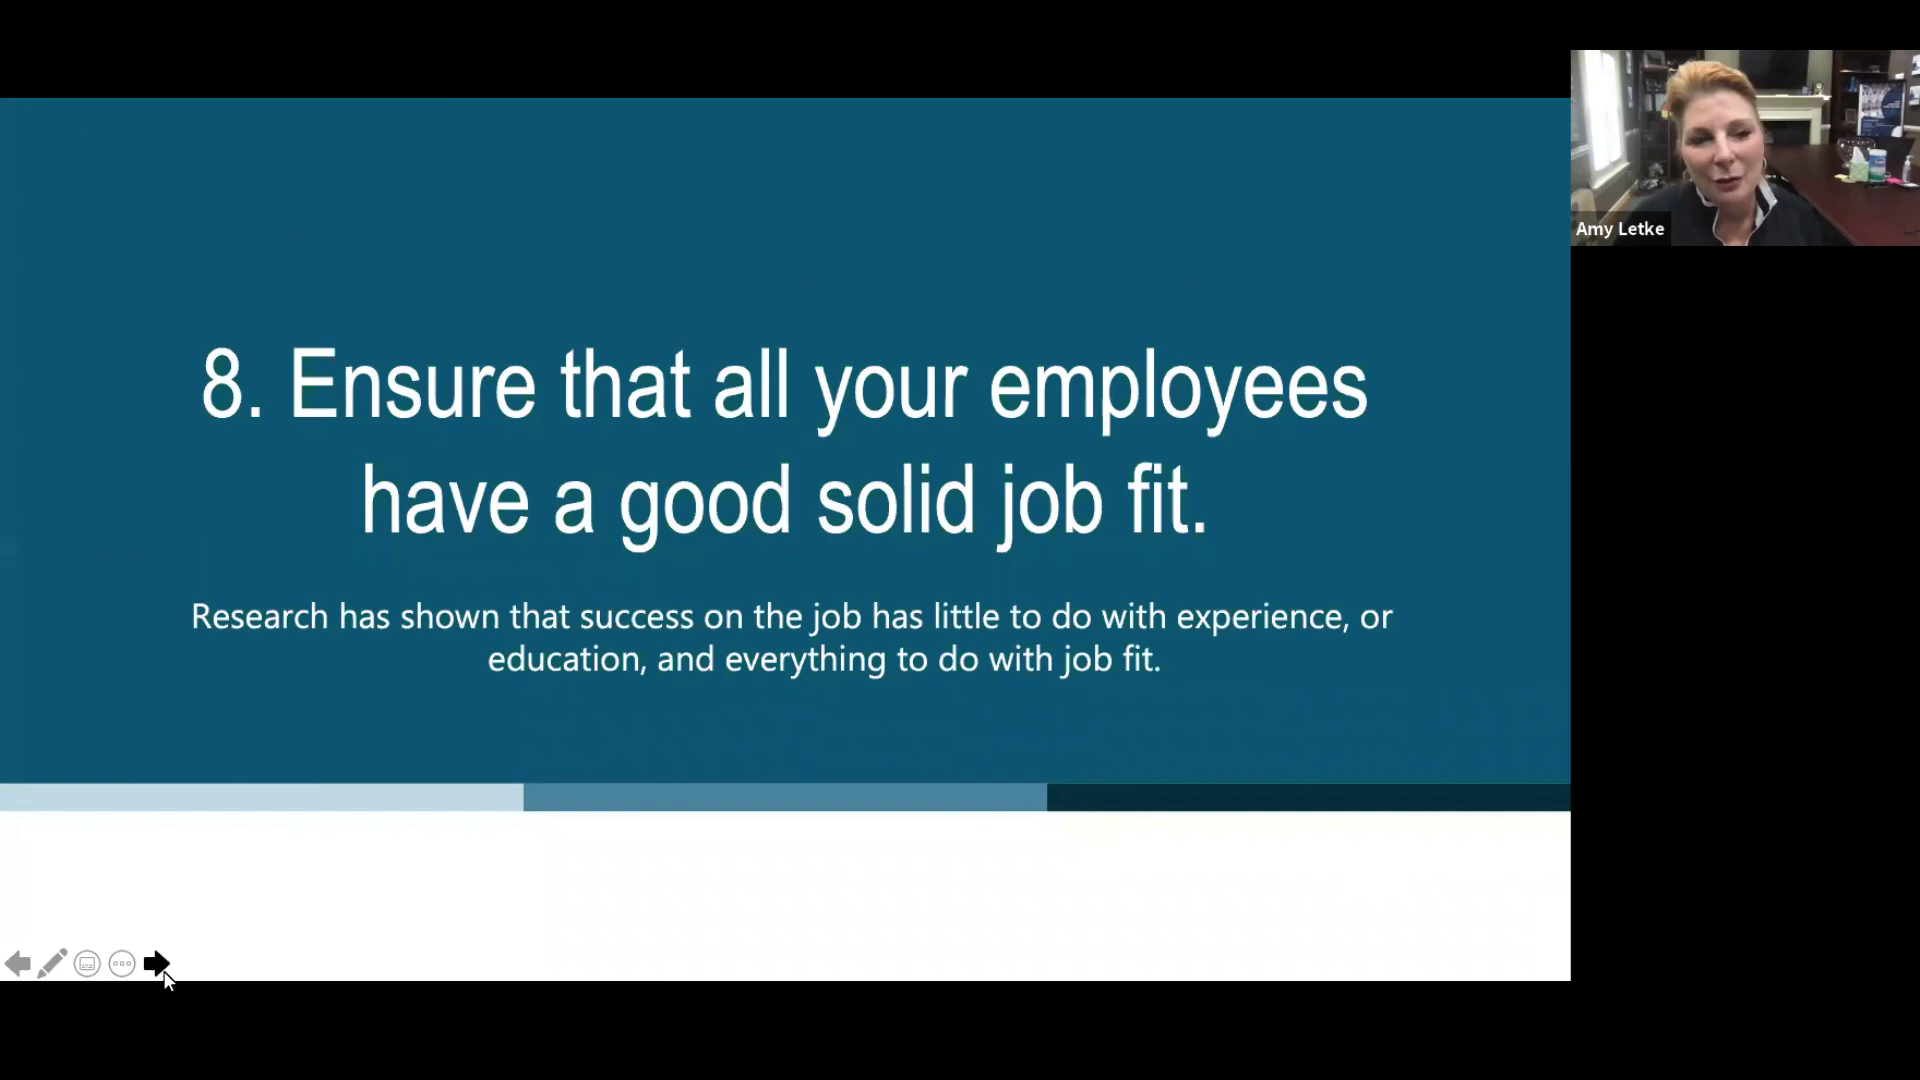 8. Ensure that all your employees
have a good solid job fit.
Research has shown that success on the job has little to do with experience, or
education, and everything to do with job fit.
Amy Letke